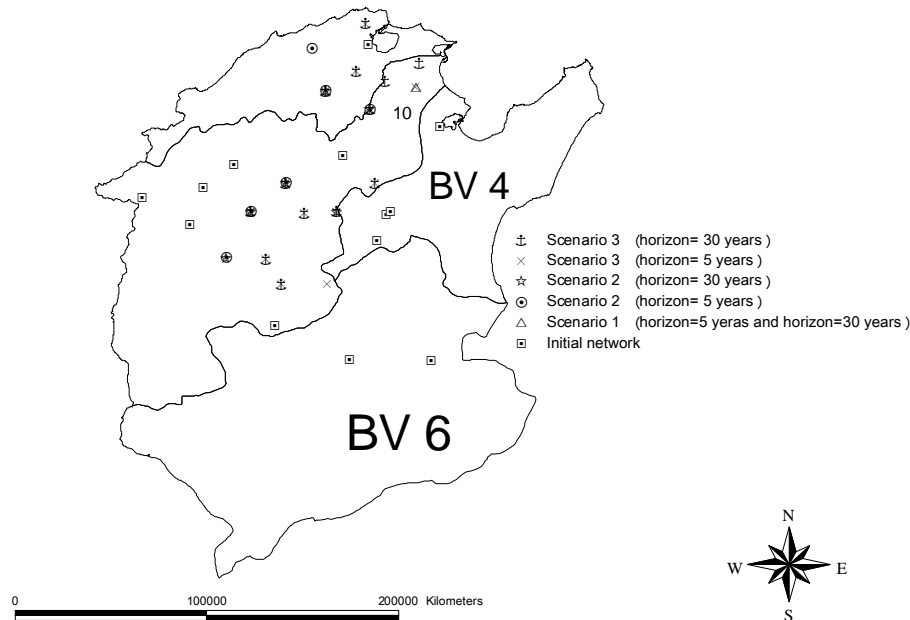 10
BV 4
Scenario 3 (horizon= 30 years )
Scenario 3 (horizon= 5 years )
Scenario 2 (horizon= 30 years )
Scenario 2 (horizon= 5 years )
Scenario 1 (horizon=5 yeras and horizon=30 years )
Initial network
BV 6
N
W E
S
0 100000 200000 Kilometers